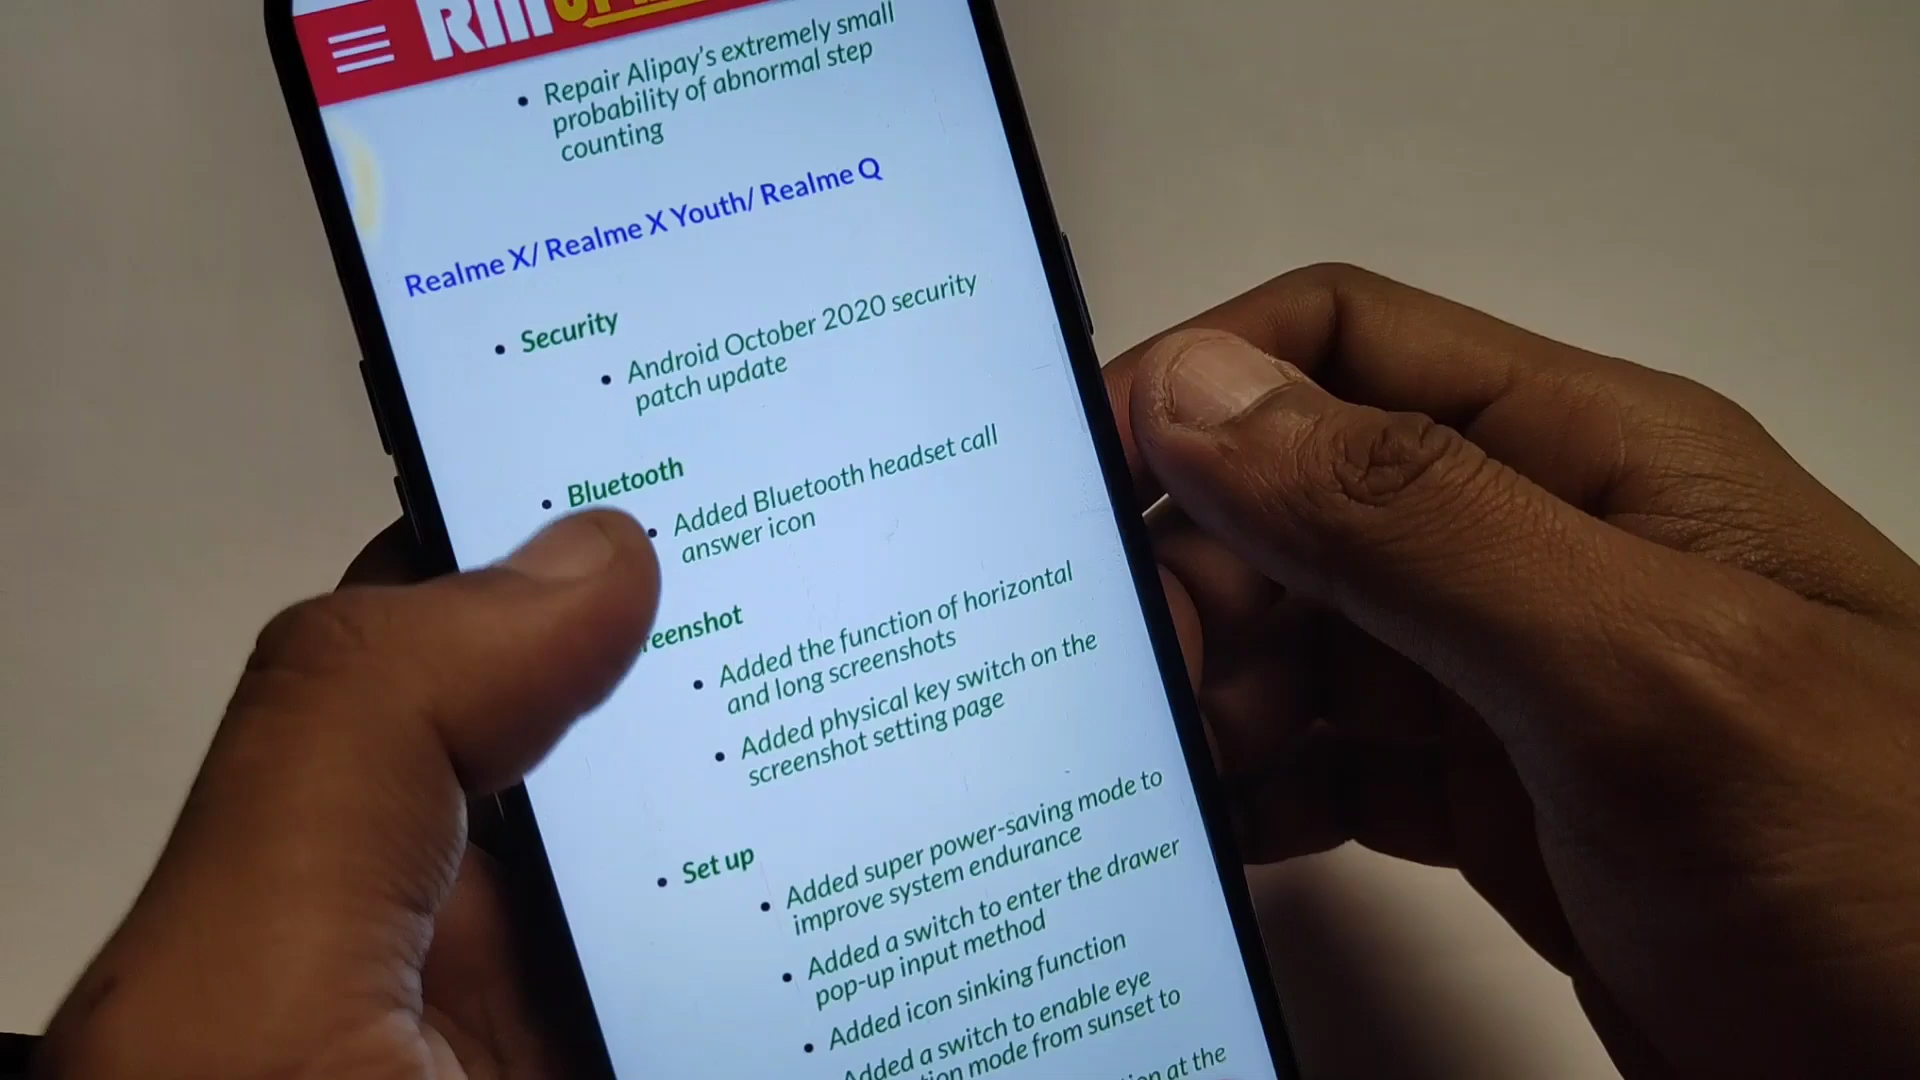 Repair Alipay's extremely small
probability of abnormal step
counting
Realme X/ Realme X Youth/ Realme Q
Security
Android October 2020 security
patch update
Bluetooth
Added Bluetooth headset call
answer icon
reenshot
Added the function of horizontal
and long screenshots
Added physical key switch on the
screenshot setting page
Set up
Added super power-saving mode to
improve system endurance
Added a switch to enter the drawer
pop-up input method
Added icon sinking function
Added a switch to enable eye
mode from sunset to
at the